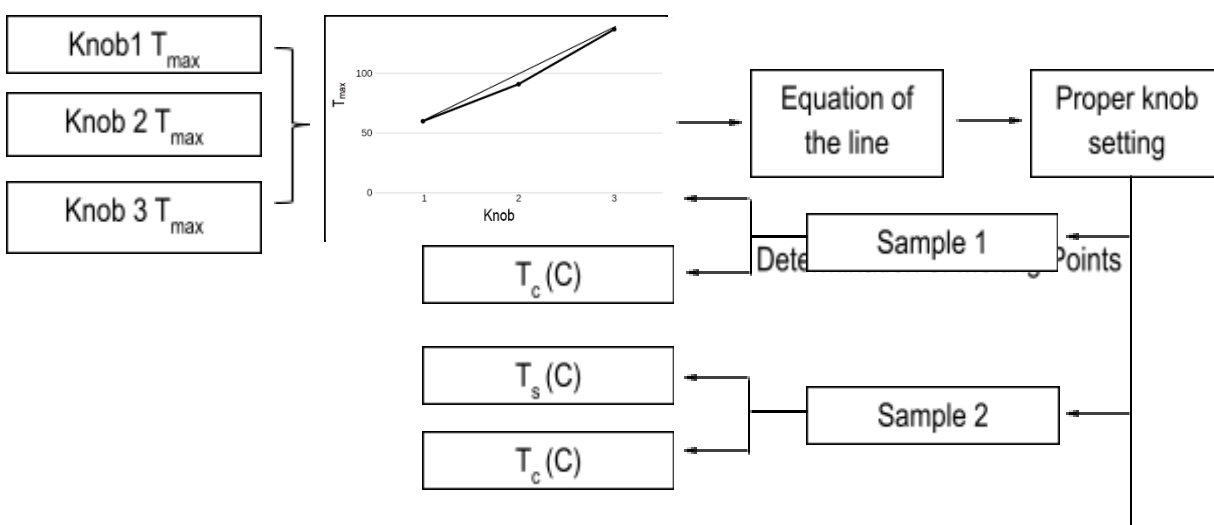 Knob1 Tmax
Knob 2 Tmax
Knob 3 Tmax
Tmax
100
50
0
1 2 3
Knob
Equation of
the line
Proper knob
setting
Sample 1
Points
Tc (C)
Ts (C)
Sample 2
Tc (C)